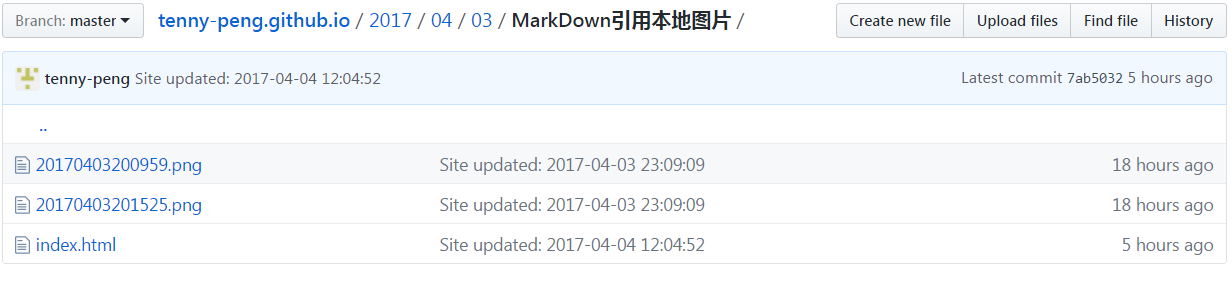 Branch: master tenny-peng.github.io / 2017 / 04 / 03 / MarkDown引用本地图片 / Create new file Upload files Find file History
tenny-peng Site updated: 2017-04-04 12:04:52 Latest commit 7ab5032 5 hours ago
..
20170403200959.png Site updated: 2017-04-03 23:09:09 18 hours ago
20170403201525.png Site updated: 2017-04-03 23:09:09 18 hours ago
index.html Site updated: 2017-04-04 12:04:52 5 hours ago